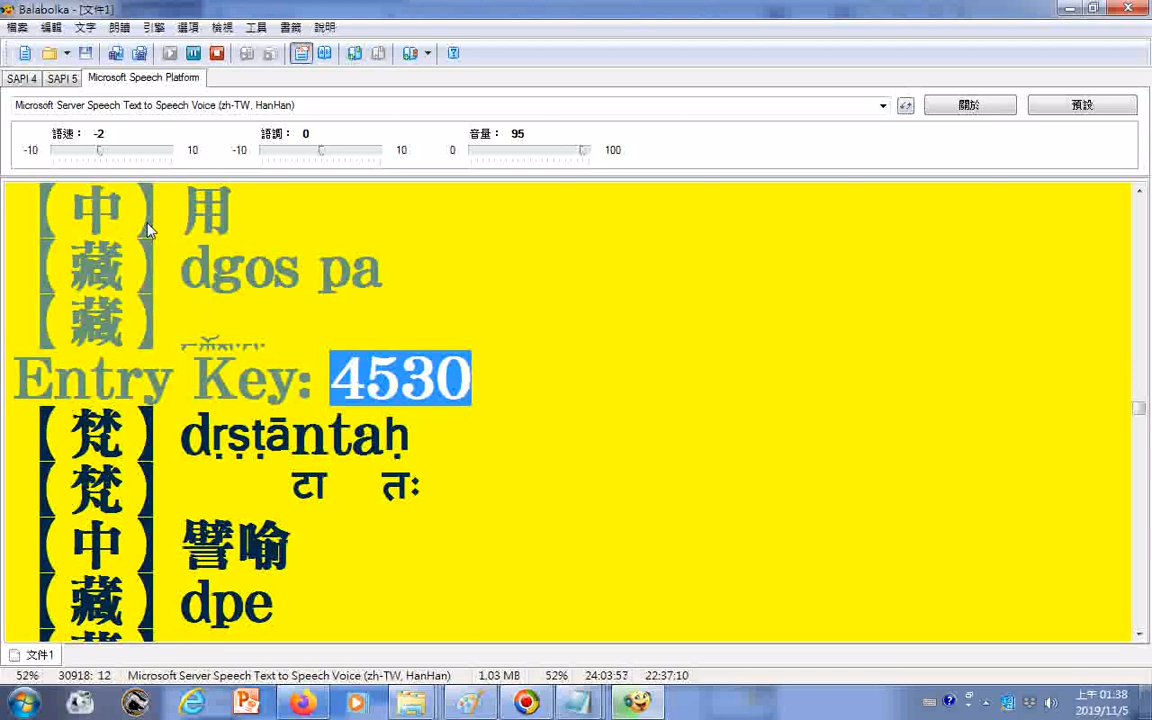 Balabolka - [文件1]
檔案 編輯 文字 朗讀 引擎 選項 檢視 工具 書籤 說明
SAPI 4 SAPI 5 Microsoft Speech Platform
Microsoft Server Speech Text to Speech Voice (zh-TW, HanHan) 關於 預設
語速： -2 語調： 0 音量： 95
-10 10 -10 10 0 100
【 中 】 用
【 藏 】 dgos pa
【 藏 】
Entry Key: 4530
【 梵 】 dṛṣṭāntaḥ
【 梵 】 टा तः
【 中 】 譬喻
【 藏 】 dpe
文件1
52% 30918: 12 Microsoft Server Speech Text to Speech Voice (zh-TW, HanHan) 1.03 MB 52% 24:03:57 22:37:10
上午 01:38
2019/11/5